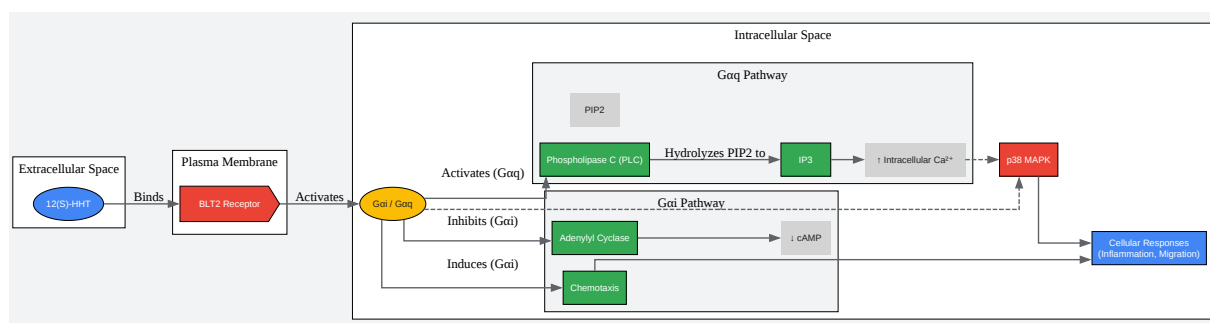 Intracellular Space
Gαq Pathway
PIP2
Extracellular Space
Plasma Membrane
Activates (Gαq)
Phospholipase C (PLC)
Hydrolyzes PIP2 to
IP3
↑ Intracellular Ca²⁺
p38 MAPK
12(S)-HHT
Binds
BLT2 Receptor
Activates
Gαi / Gαq
Gαi Pathway
Inhibits (Gαi)
Adenylyl Cyclase
↓ cAMP
Cellular Responses
(Inflammation, Migration)
Induces (Gαi)
Chemotaxis